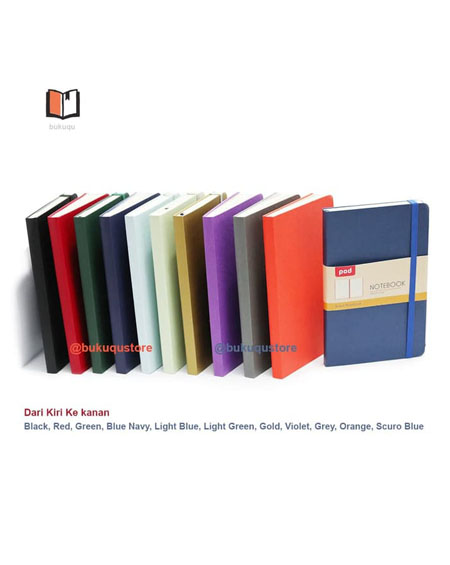 bukuqu
@bukuqustore
@bukuqustore
pod
NOTEBOOK
Dari Kiri Ke kanan
Black, Red, Green, Blue Navy, Light Blue, Light Green, Gold, Violet, Grey, Orange, Scuro Blue